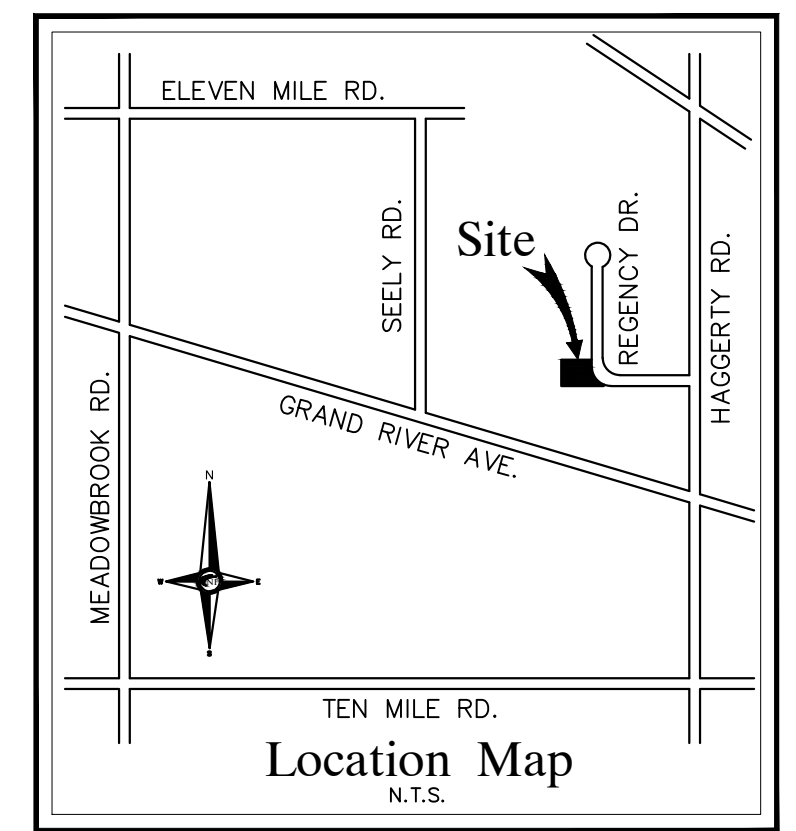 ELEVEN MILE RD.
SEELY RD.
Site
REGENCY DR.
HAGGERTY RD.
GRAND RIVER AVE.
MEADOWBROOK RD.
N
W
E
S
TEN MILE RD.
Location Map
N.T.S.